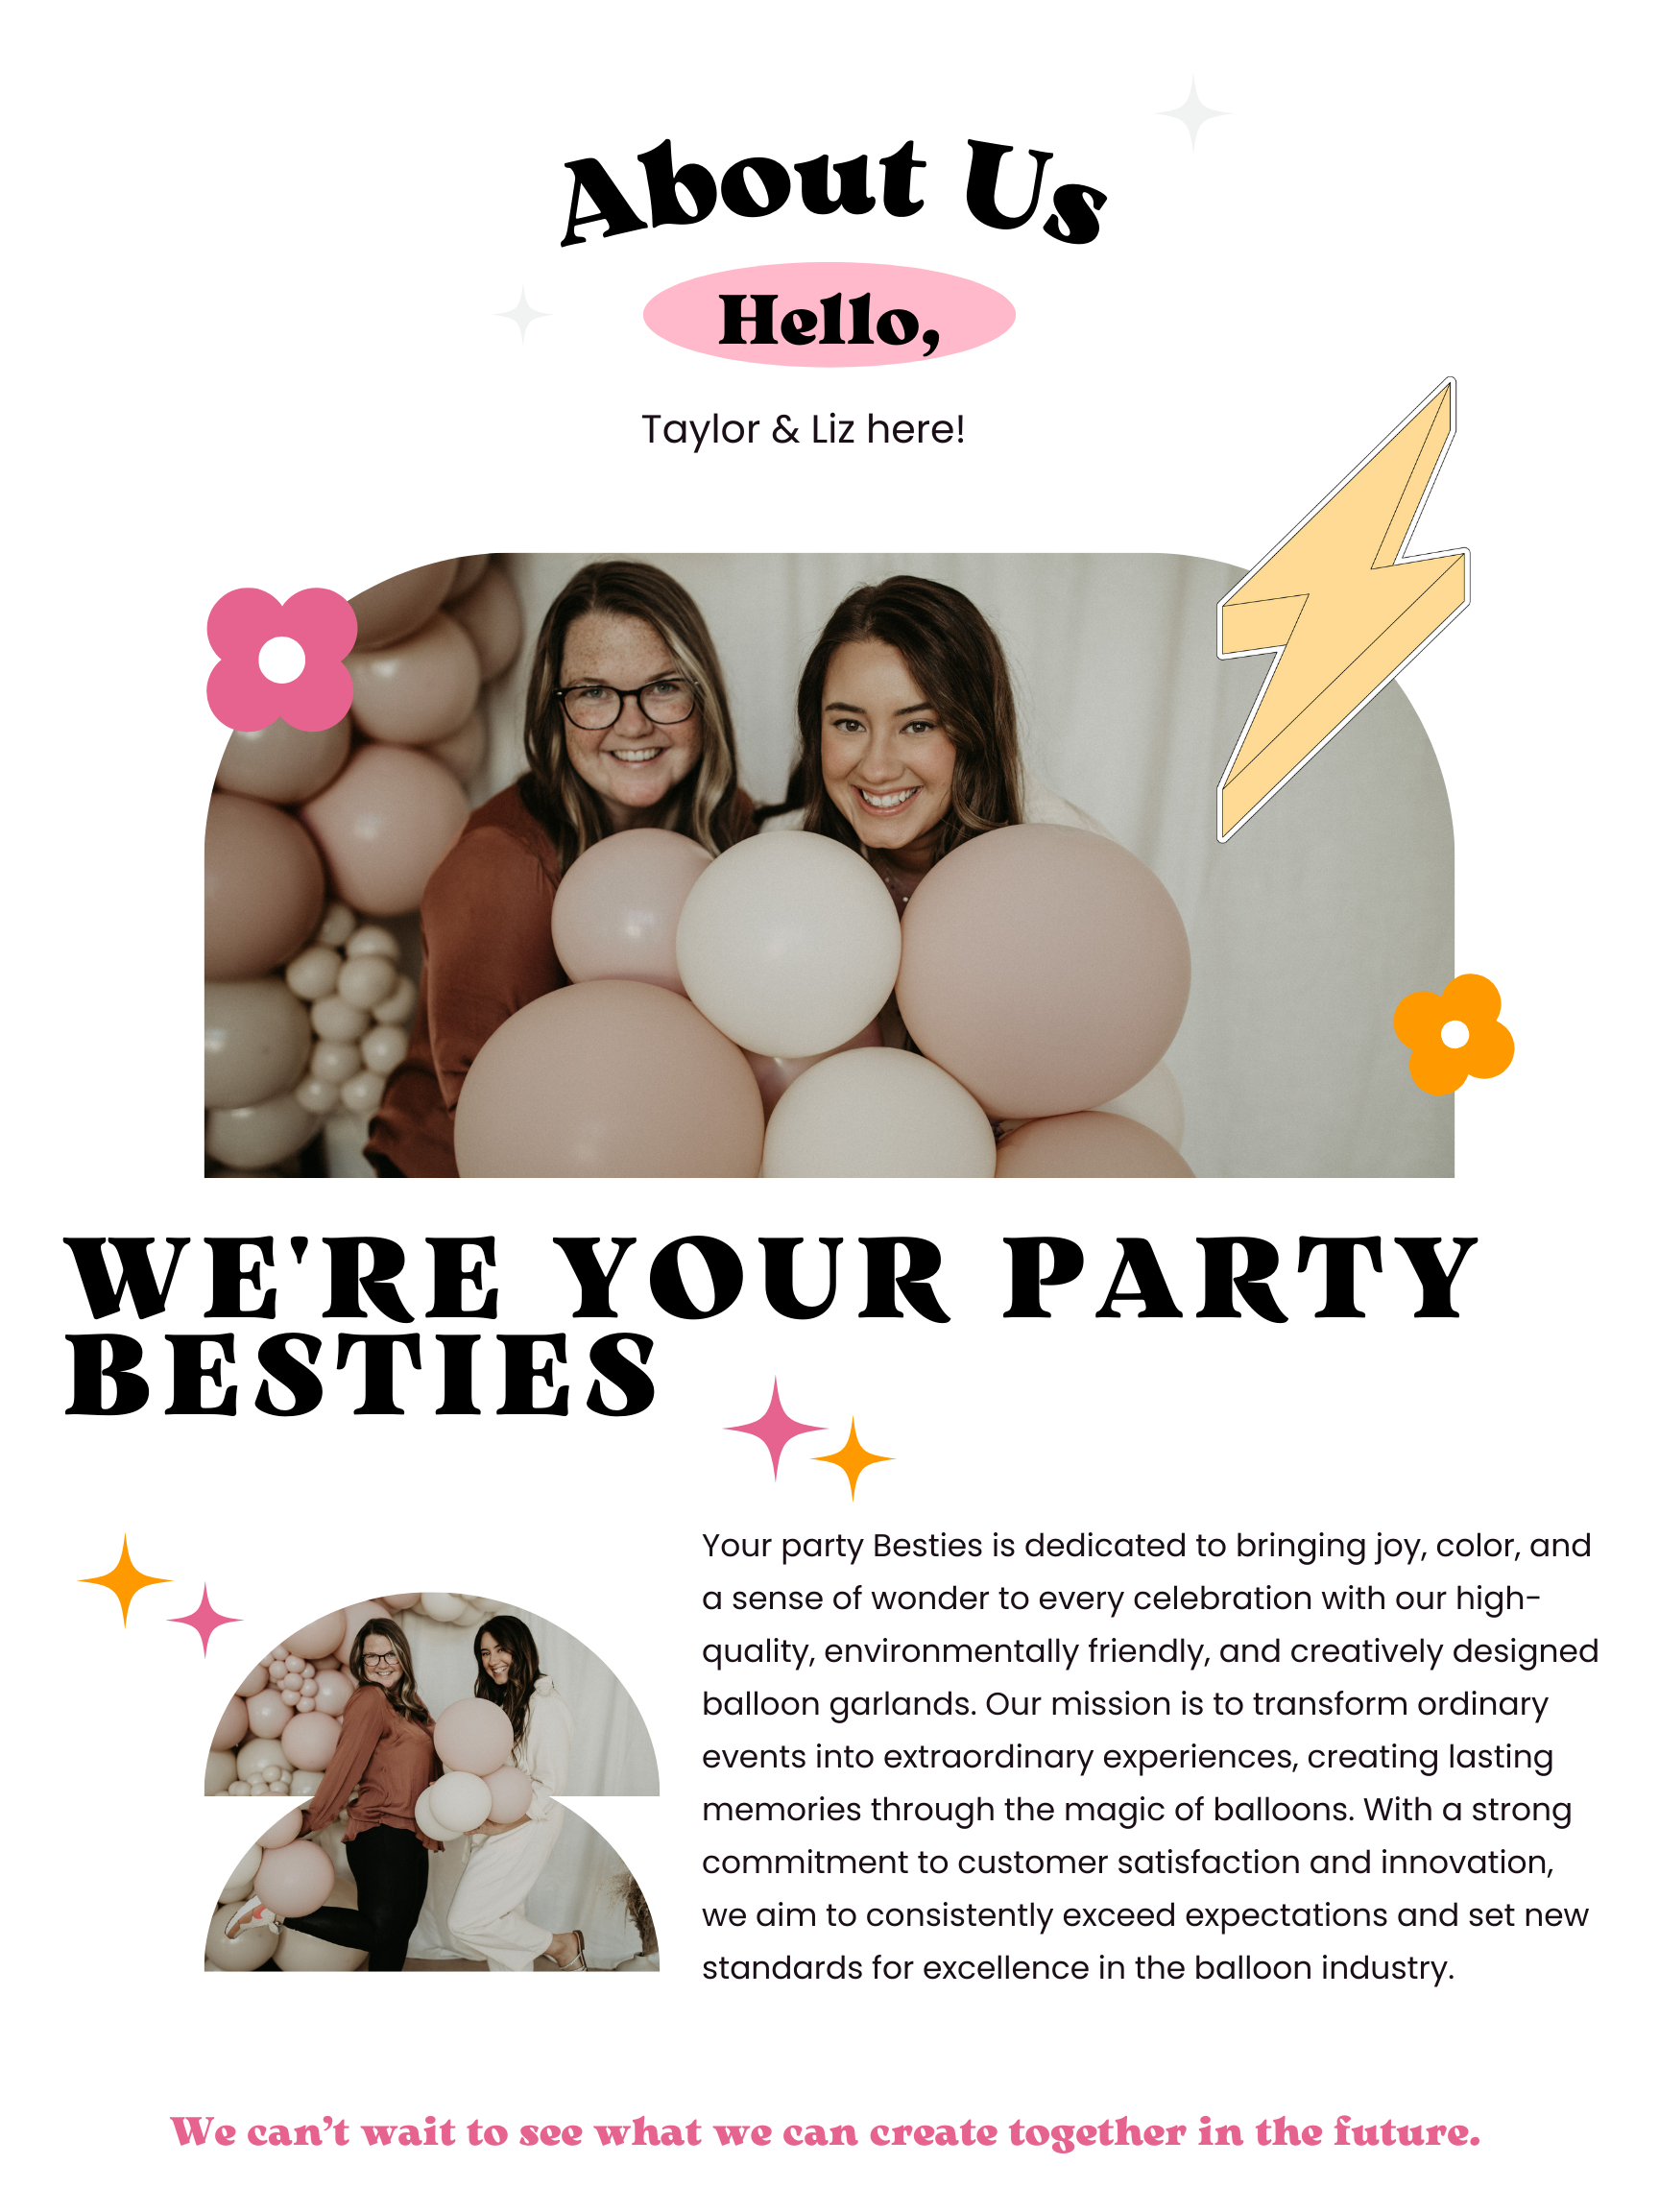 About Us
Hello,
Taylor & Liz here!
WE'RE YOUR PARTY
BESTIES
Your party Besties is dedicated to bringing joy, color, and
a sense of wonder to every celebration with our high-
quality, environmentally friendly, and creatively designed
balloon garlands. Our mission is to transform ordinary
events into extraordinary experiences, creating lasting
memories through the magic of balloons. With a strong
commitment to customer satisfaction and innovation,
we aim to consistently exceed expectations and set new
standards for excellence in the balloon industry.
We can’t wait to see what we can create together in the future.